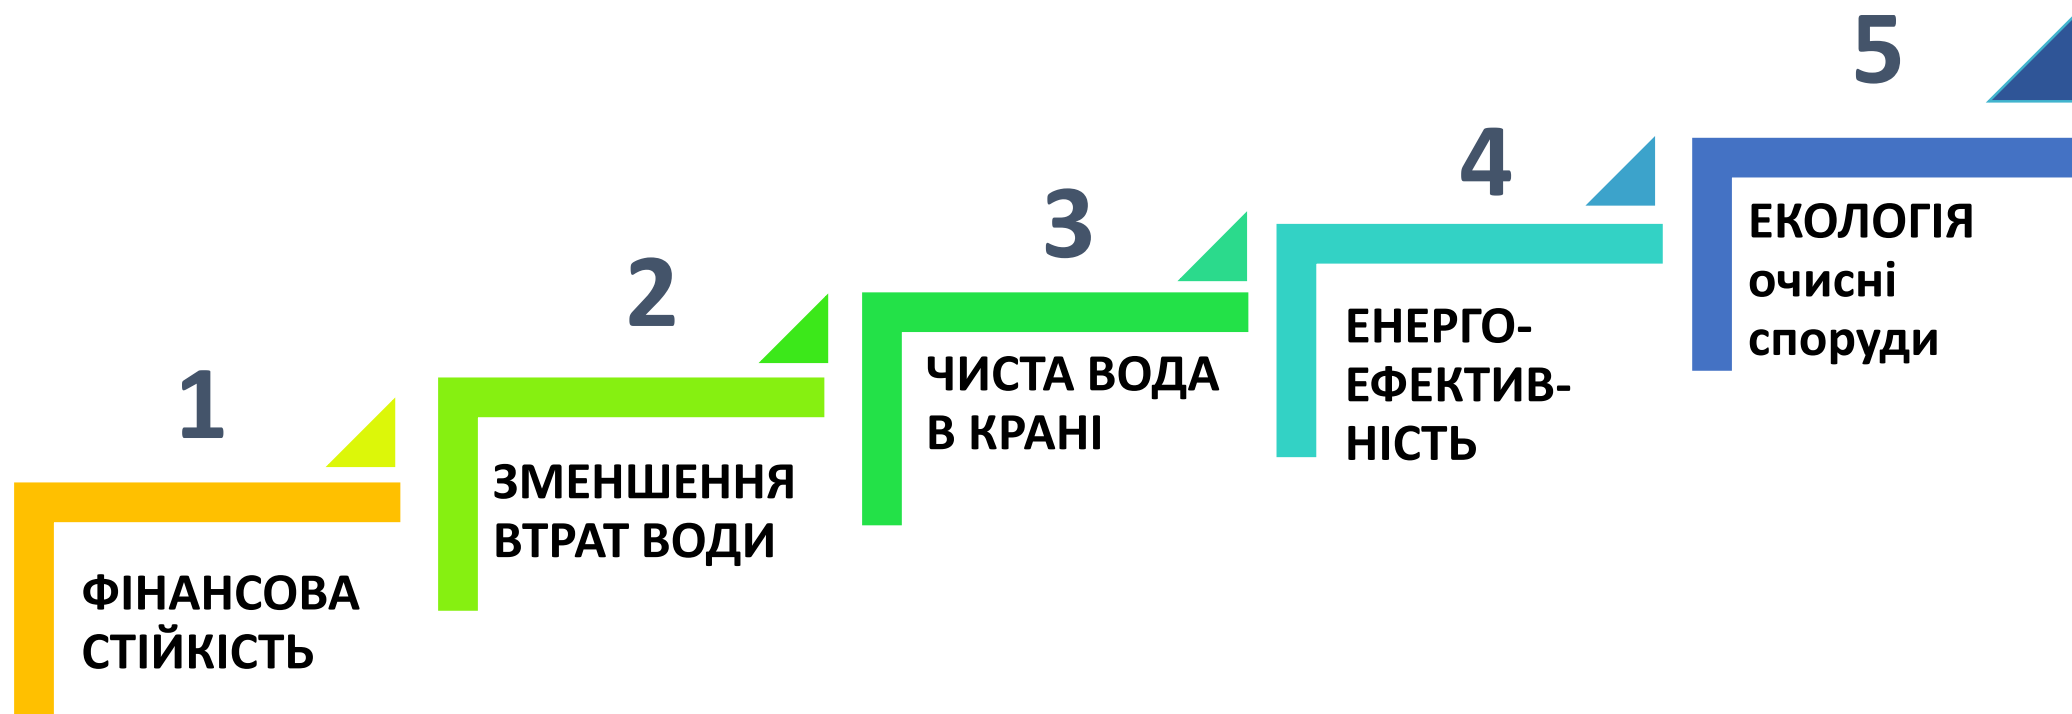 1
ФІНАНСОВА
СТІЙКІСТЬ
2
ЗМЕНШЕННЯ
ВТРАТ ВОДИ
3
ЧИСТА ВОДА
В КРАНІ
4
ЕНЕРГО-
ЕФЕКТИВ-
НІСТЬ
5
ЕКОЛОГІЯ
очисні
споруди